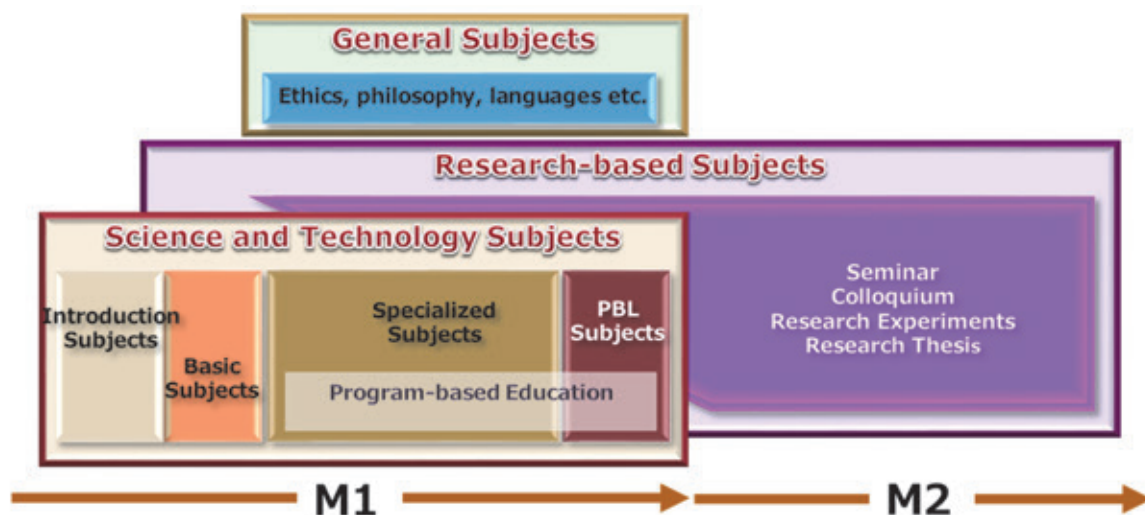 General Subjects
Ethics, philosophy, languages etc.
Research-based Subjects
Science and Technology Subjects
Introduction
Subjects
Basic
Subjects
Specialized
Subjects
PBL
Subjects
Program-based Education
Seminar
Colloquium
Research Experiments
Research Thesis
M1
M2